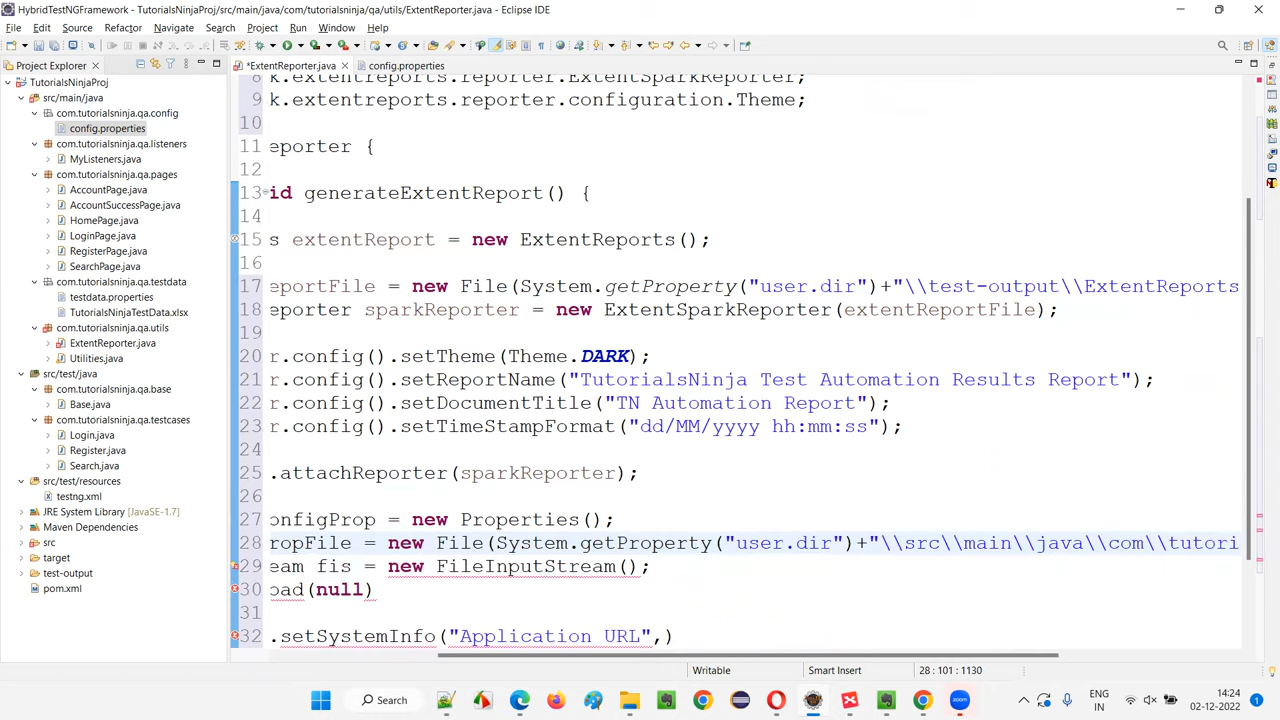 HybridTestNGFramework - TutorialsNinjaProj/src/main/java/com/tutorialsninja/qa/utils/ExtentReporter.java - Eclipse IDE
File Edit Source Refactor Navigate Search Project Run Window Help
Project Explorer
*ExtentReporter.java
config.properties
TutorialsNinjaProj
src/main/java
com.tutorialsninja.qa.config
config.properties
com.tutorialsninja.qa.listeners
MyListeners.java
com.tutorialsninja.qa.pages
AccountPage.java
AccountSuccessPage.java
HomePage.java
LoginPage.java
RegisterPage.java
SearchPage.java
com.tutorialsninja.qa.testdata
testdata.properties
TutorialsNinjaTestData.xlsx
com.tutorialsninja.qa.utils
ExtentReporter.java
Utilities.java
src/test/java
com.tutorialsninja.qa.base
Base.java
com.tutorialsninja.qa.testcases
Login.java
Register.java
Search.java
src/test/resources
testng.xml
JRE System Library [JavaSE-1.7]
Maven Dependencies
src
target
test-output
pom.xml
8 k.extentreports.reporter.ExtentSparkReporter;
9 k.extentreports.reporter.configuration.Theme;
10
11 eporter {
12
13 id generateExtentReport() {
14
15 s extentReport = new ExtentReports();
16
17 eportFile = new File(System.getProperty("user.dir")+"\\test-output\\ExtentReports
18 eporter sparkReporter = new ExtentSparkReporter(extentReportFile);
19
20 r.config().setTheme(Theme.DARK);
21 r.config().setReportName("TutorialsNinja Test Automation Results Report");
22 r.config().setDocumentTitle("TN Automation Report");
23 r.config().setTimeStampFormat("dd/MM/yyyy hh:mm:ss");
24
25 .attachReporter(sparkReporter);
26
27 onfigProp = new Properties();
28 ropFile = new File(System.getProperty("user.dir")+"\\src\\main\\java\\com\\tutori
29 eam fis = new FileInputStream();
30 oad(null)
31
32 .setSystemInfo("Application URL",)
Writable Smart Insert 28 : 101 : 1130
Search
ENG
IN
14:24
02-12-2022
1